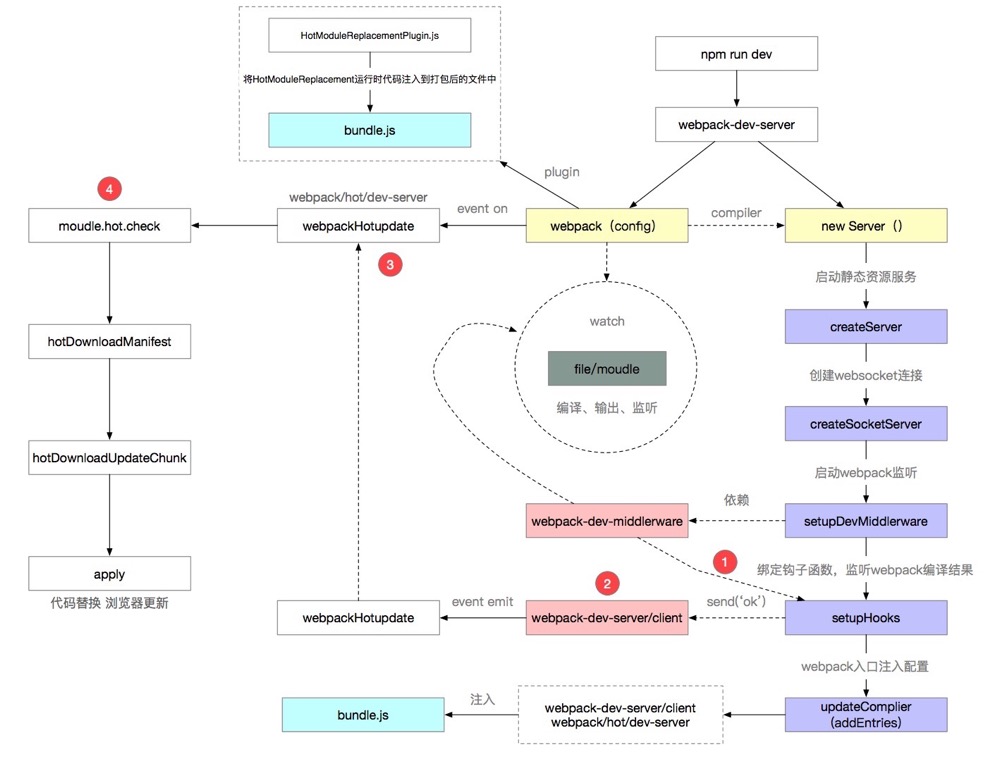 HotModuleReplacementPlugin.js
npm run dev
将HotModuleReplacement运行时代码注入到打包后的文件中
bundle.js
webpack-dev-server
plugin
4
webpack/hot/dev-server
event on
compiler
moudle.hot.check
webpackHotupdate
webpack（config）
new Server（）
3
启动静态资源服务
watch
createServer
hotDownloadManifest
file/moudle
创建websocket连接
编译、输出、监听
createSocketServer
hotDownloadUpdateChunk
启动webpack监听
依赖
webpack-dev-middlerware
setupDevMiddlerware
1
绑定钩子函数，监听webpack编译结果
apply
2
代码替换 浏览器更新
event emit
send(‘ok’)
webpackHotupdate
webpack-dev-server/client
setupHooks
webpack入口注入配置
注入
bundle.js
webpack-dev-server/client
webpack/hot/dev-server
updateComplier
（addEntries）